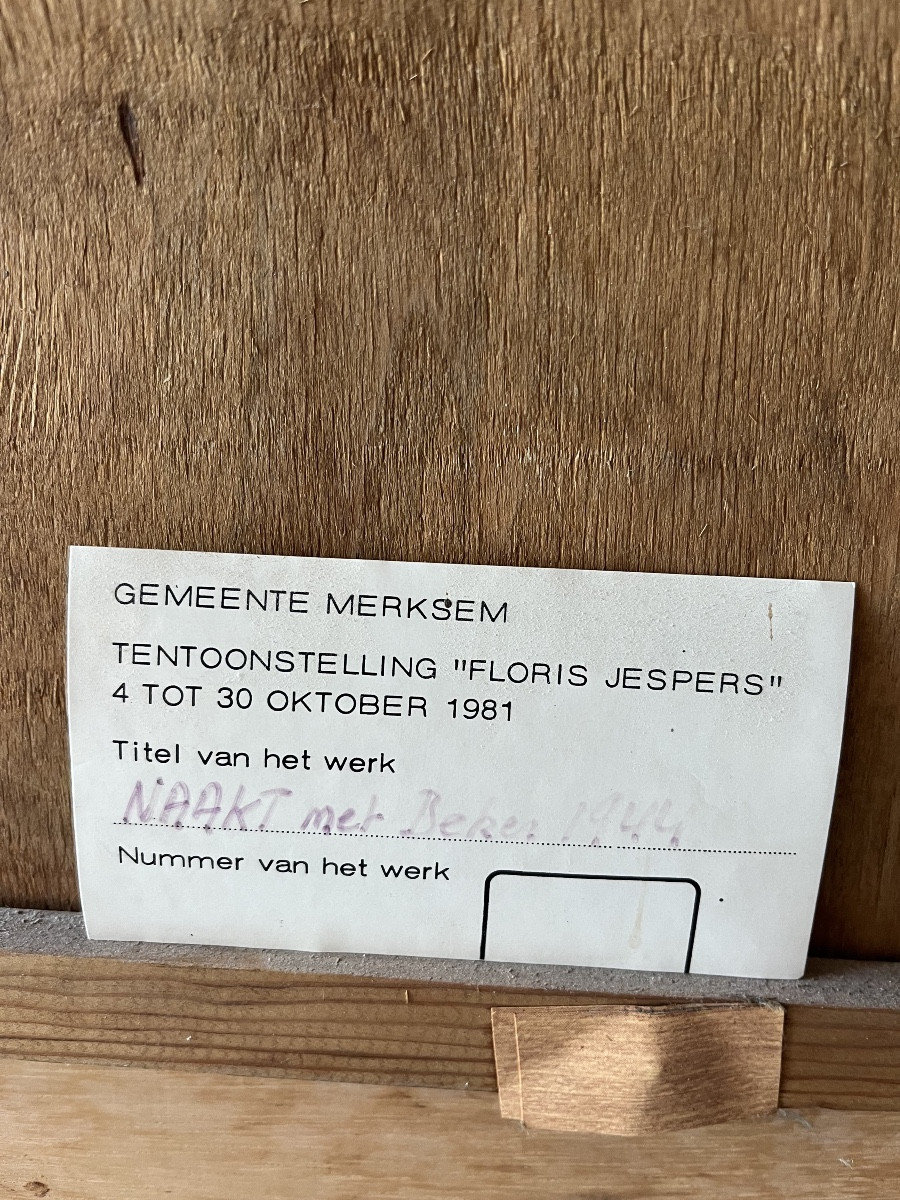 GEMEENTE MERKSEM
TENTOONSTELLING "FLORIS JESPERS"
4 TOT 30 OKTOBER 1981
Titel van het werk
NAAKT met Beker 1944
Nummer van het werk